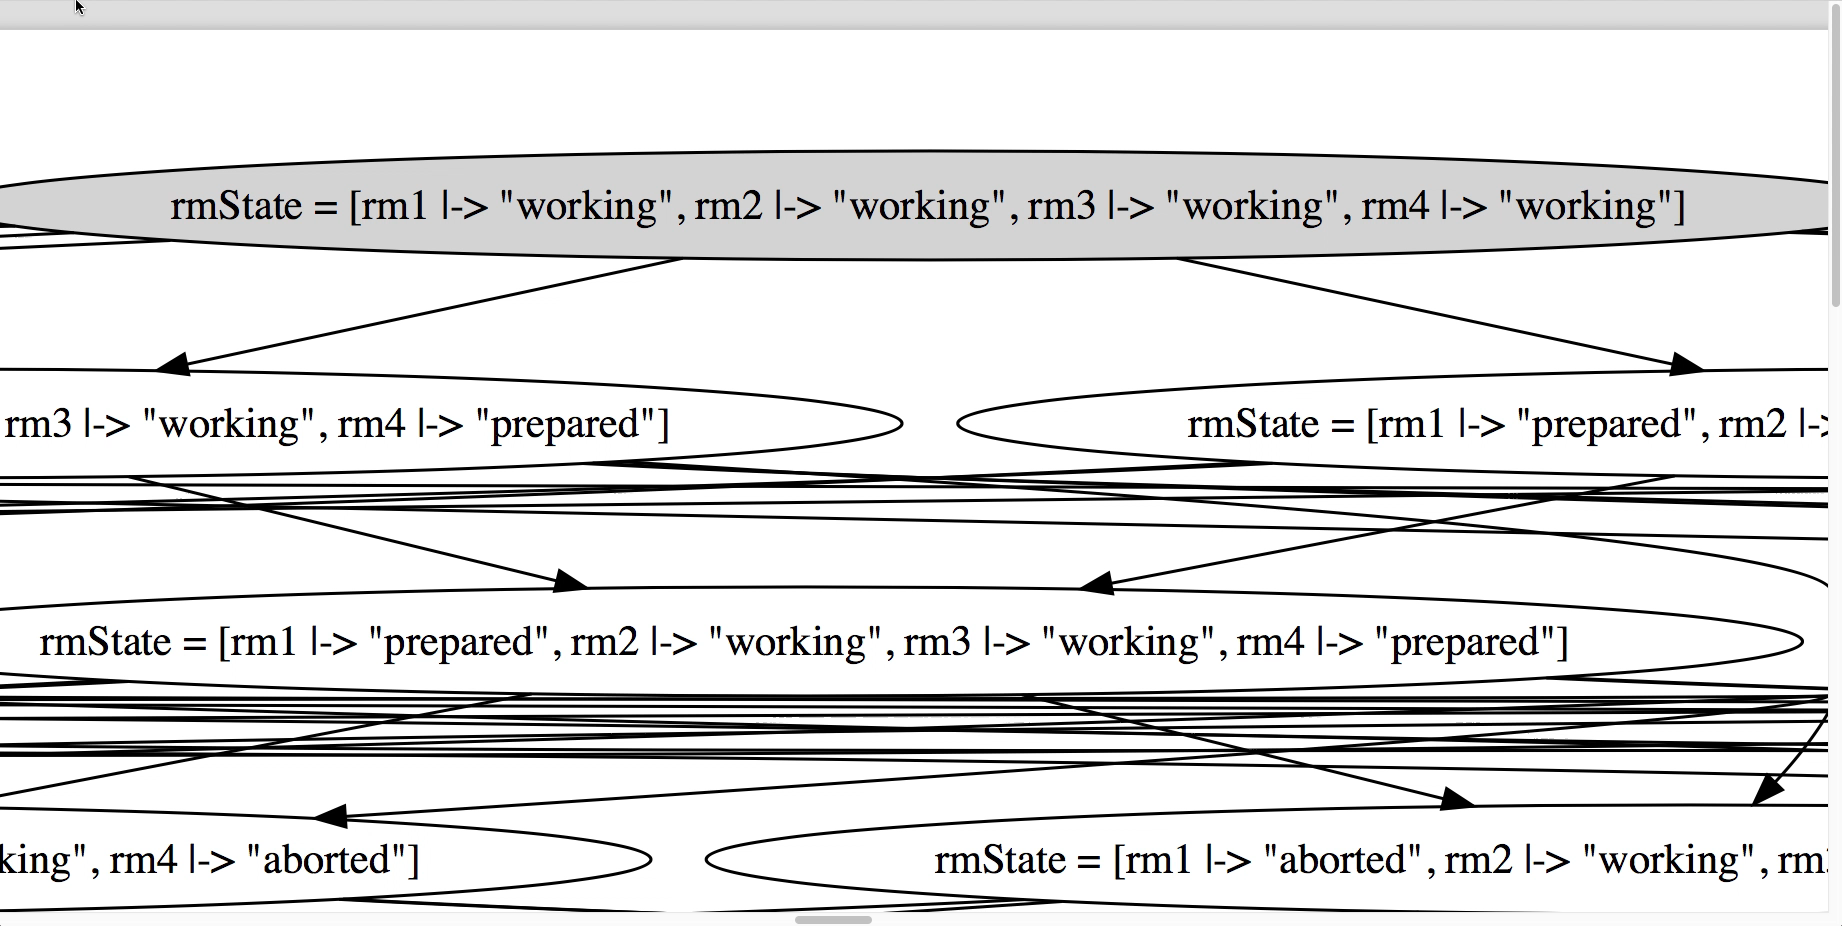 rmState = [rm1 |-> "working", rm2 |-> "working", rm3 |-> "working", rm4 |-> "working"]
rm3 |-> "working", rm4 |-> "prepared"]
rmState = [rm1 |-> "prepared", rm2 |->
rmState = [rm1 |-> "prepared", rm2 |-> "working", rm3 |-> "working", rm4 |-> "prepared"]
king", rm4 |-> "aborted"]
rmState = [rm1 |-> "aborted", rm2 |-> "working", rm